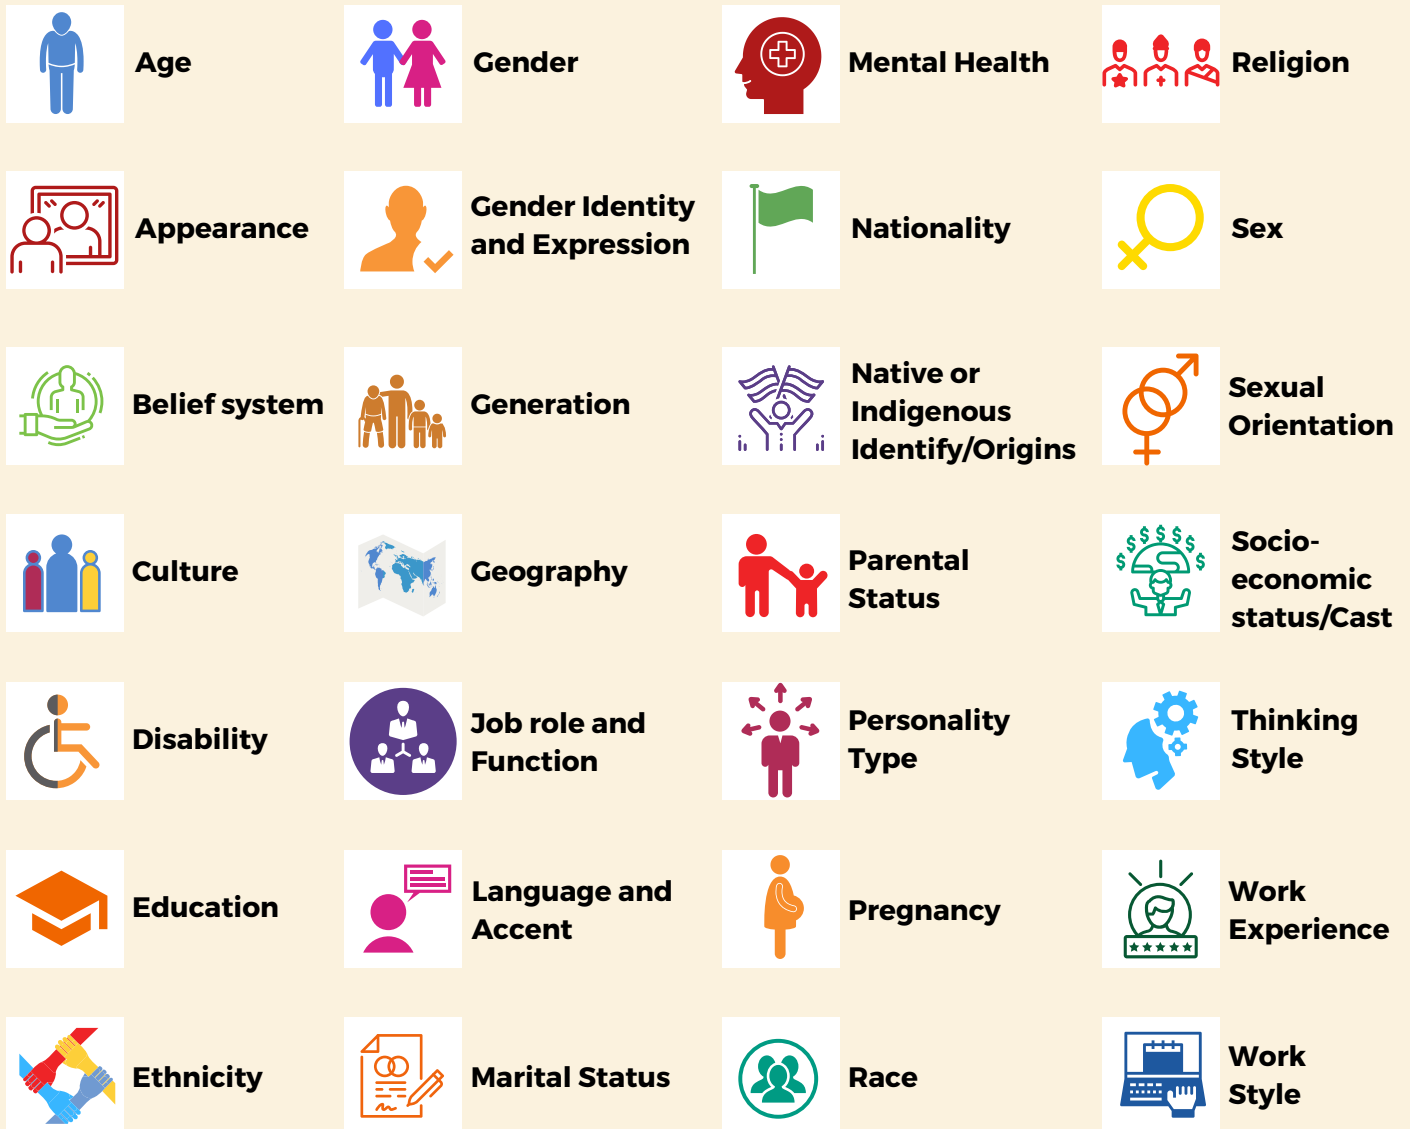 Age
Gender
Mental Health
Religion
Appearance
Gender Identity
and Expression
Nationality
Sex
Belief system
Generation
Native or
Indigenous
Identify/Origins
Sexual
Orientation
Culture
Geography
Parental
Status
Socio-
economic
status/Cast
Disability
Job role and
Function
Personality
Type
Thinking
Style
Education
Language and
Accent
Pregnancy
Work
Experience
Ethnicity
Marital Status
Race
Work
Style